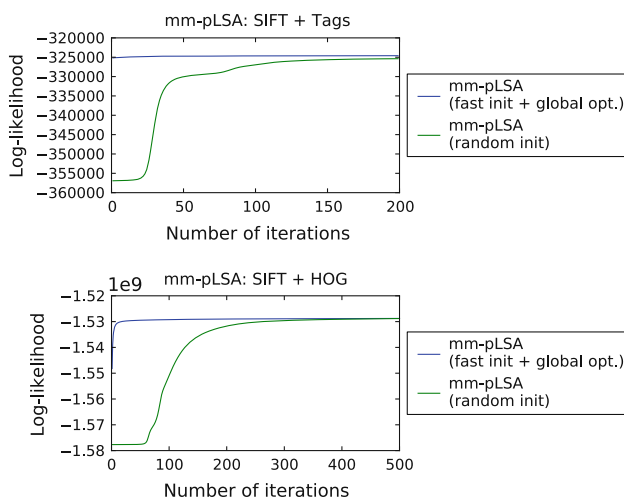 mm-pLSA: SIFT + Tags
−320000
−325000
−330000
−335000
−340000
−345000
−350000
−355000
−360000
Log-likelihood
0 50 100 150 200
Number of iterations
mm-pLSA
(fast init + global opt.)
mm-pLSA
(random init)
mm-pLSA: SIFT + HOG
1e9
−1.52
−1.53
−1.54
−1.55
−1.56
−1.57
−1.58
Log-likelihood
0 100 200 300 400 500
Number of iterations
mm-pLSA
(fast init + global opt.)
mm-pLSA
(random init)